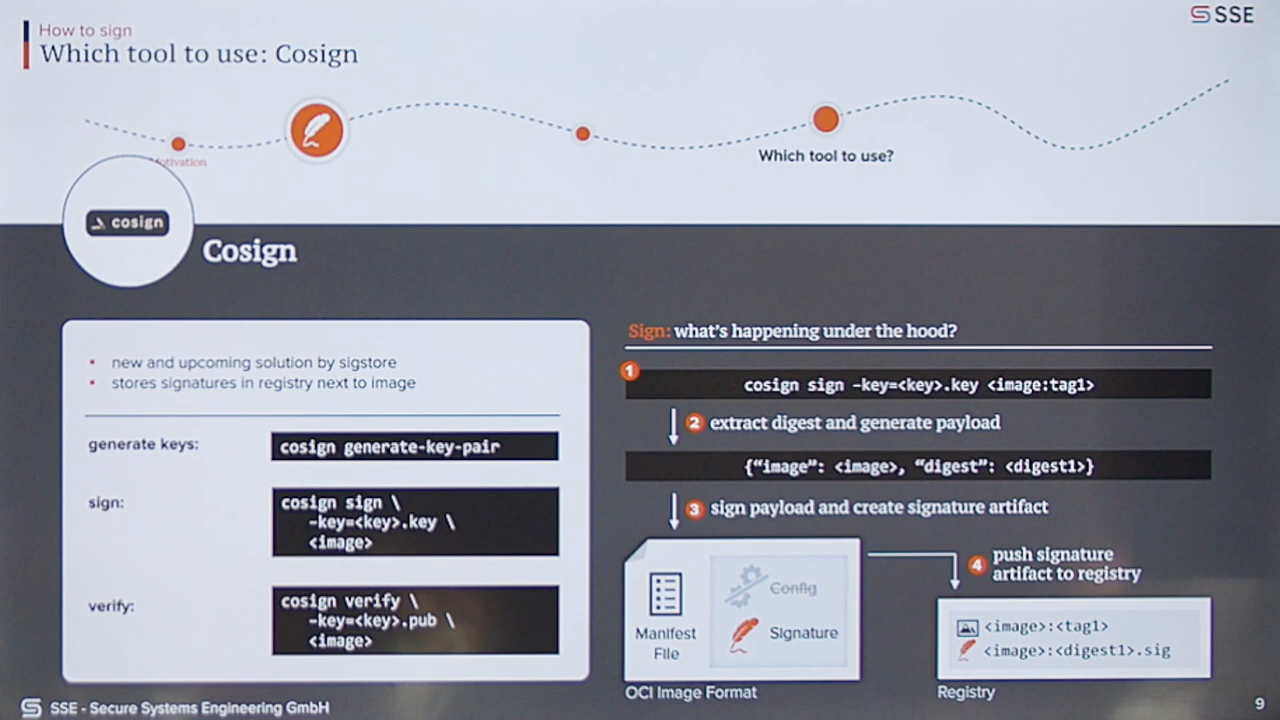 How to sign
SSE
Which tool to use: Cosign
Motivation
Which tool to use?
cosign
Cosign
• new and upcoming solution by sigstore
• stores signatures in registry next to image
generate keys:
cosign generate-key-pair
sign:
cosign sign \
-key=<key>.key \
<image>
verify:
cosign verify \
-key=<key>.pub \
<image>
Sign: what's happening under the hood?
1
cosign sign -key=<key>.key <image:tag1>
2 extract digest and generate payload
{“image”: <image>, “digest”: <digest1>}
3 sign payload and create signature artifact
Manifest
File
Config
Signature
OCI Image Format
4 push signature
artifact to registry
<image>:<tag1>
<image>:<digest1>.sig
Registry
SSE - Secure Systems Engineering GmbH
9